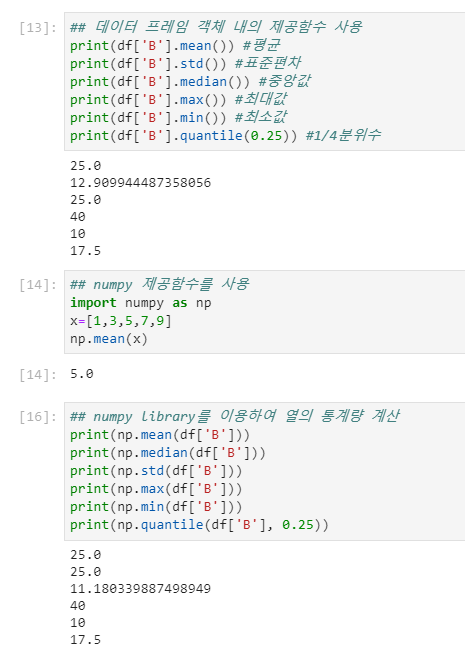 [13]: ## 데이터 프레임 객체 내의 제공함수 사용
print(df['B'].mean()) #평균
print(df['B'].std()) #표준편차
print(df['B'].median()) #중앙값
print(df['B'].max()) #최대값
print(df['B'].min()) #최소값
print(df['B'].quantile(0.25)) #1/4분위수
25.0
12.909944487358056
25.0
40
10
17.5
[14]: ## numpy 제공함수를 사용
import numpy as np
x=[1,3,5,7,9]
np.mean(x)
[14]: 5.0
[16]: ## numpy library를 이용하여 열의 통계량 계산
print(np.mean(df['B']))
print(np.median(df['B']))
print(np.std(df['B']))
print(np.max(df['B']))
print(np.min(df['B']))
print(np.quantile(df['B'], 0.25))
25.0
25.0
11.180339887498949
40
10
17.5